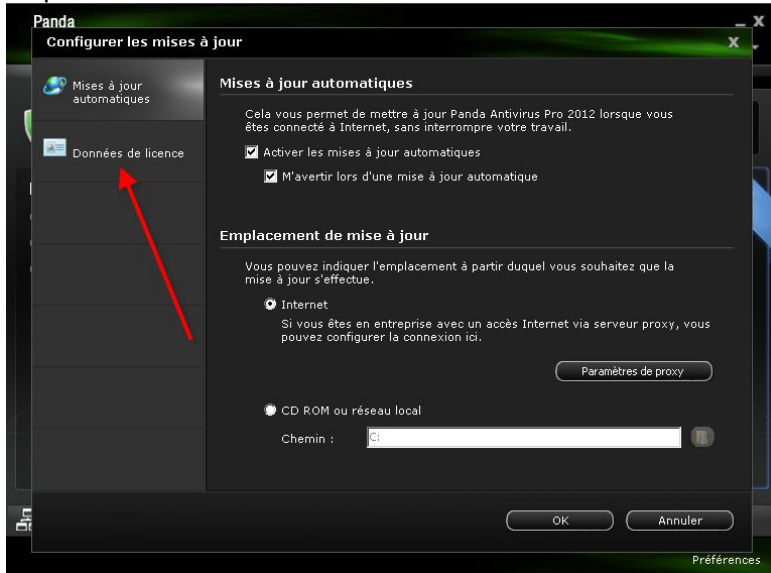 Panda
Configurer les mises à jour
Mises à jour
automatiques
Données de licence
Mises à jour automatiques
Cela vous permet de mettre à jour Panda Antivirus Pro 2012 lorsque vous
êtes connecté à Internet, sans interrompre votre travail.
Activer les mises à jour automatiques
M'avertir lors d'une mise à jour automatique
Emplacement de mise à jour
Vous pouvez indiquer l'emplacement à partir duquel vous souhaitez que la
mise à jour s'effectue.
Internet
Si vous êtes en entreprise avec un accès Internet via serveur proxy, vous
pouvez configurer la connexion ici.
Paramètres de proxy
CD ROM ou réseau local
Chemin : C:
OK Annuler
Préférences